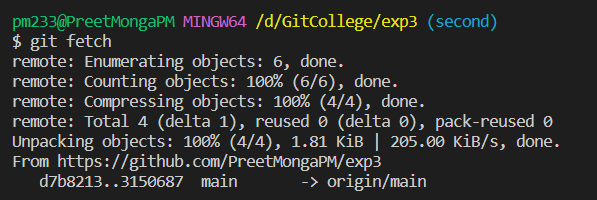 pm233@PreetMongaPM MINGW64 /d/GitCollege/exp3 (second)
$ git fetch
remote: Enumerating objects: 6, done.
remote: Counting objects: 100% (6/6), done.
remote: Compressing objects: 100% (4/4), done.
remote: Total 4 (delta 1), reused 0 (delta 0), pack-reused 0
Unpacking objects: 100% (4/4), 1.81 KiB | 205.00 KiB/s, done.
From https://github.com/PreetMongaPM/exp3
   d7b8213..3150687  main       -> origin/main